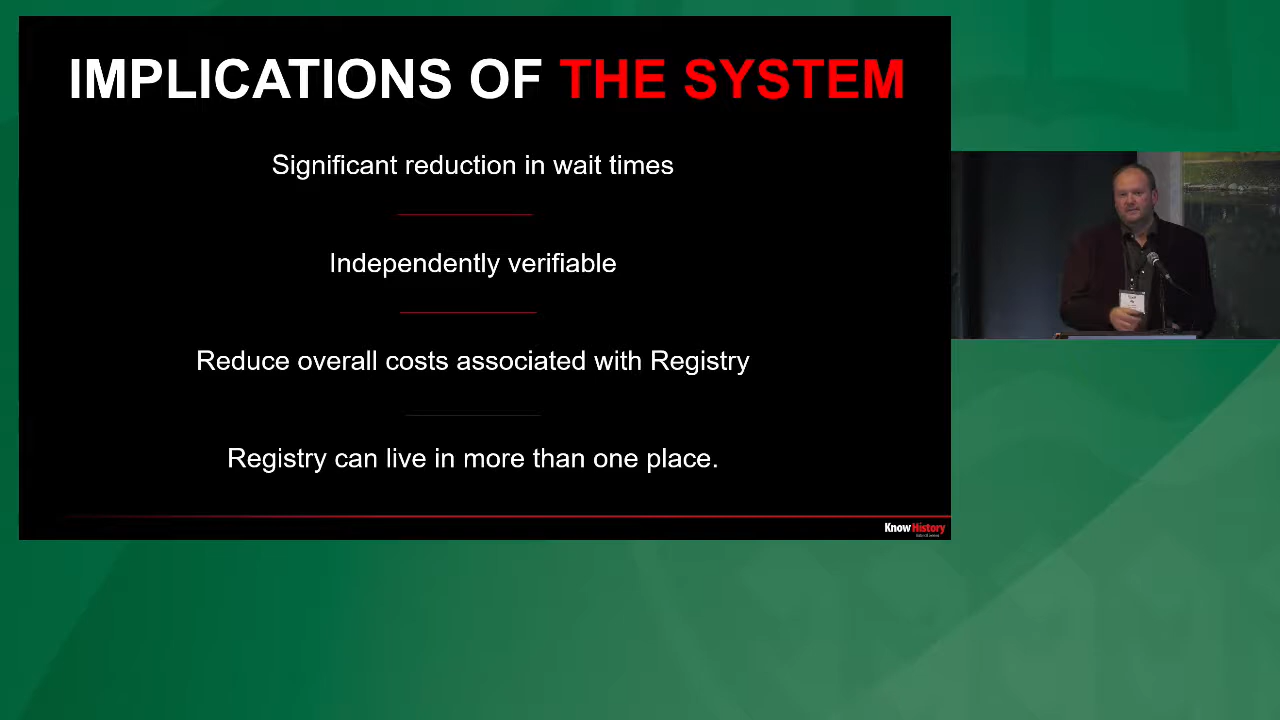 IMPLICATIONS OF THE SYSTEM
Significant reduction in wait times
Independently verifiable
Reduce overall costs associated with Registry
Registry can live in more than one place.
KnowHistory